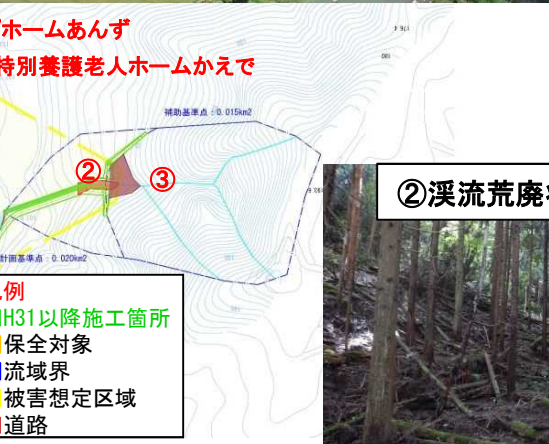 ホームあんず
特別養護老人ホームかえで
補助基準点：0.015km2
②
③
②渓流荒廃
計画基準点：0.020km2
例
H31以降施工箇所
保全対象
流域界
被害想定区域
道路